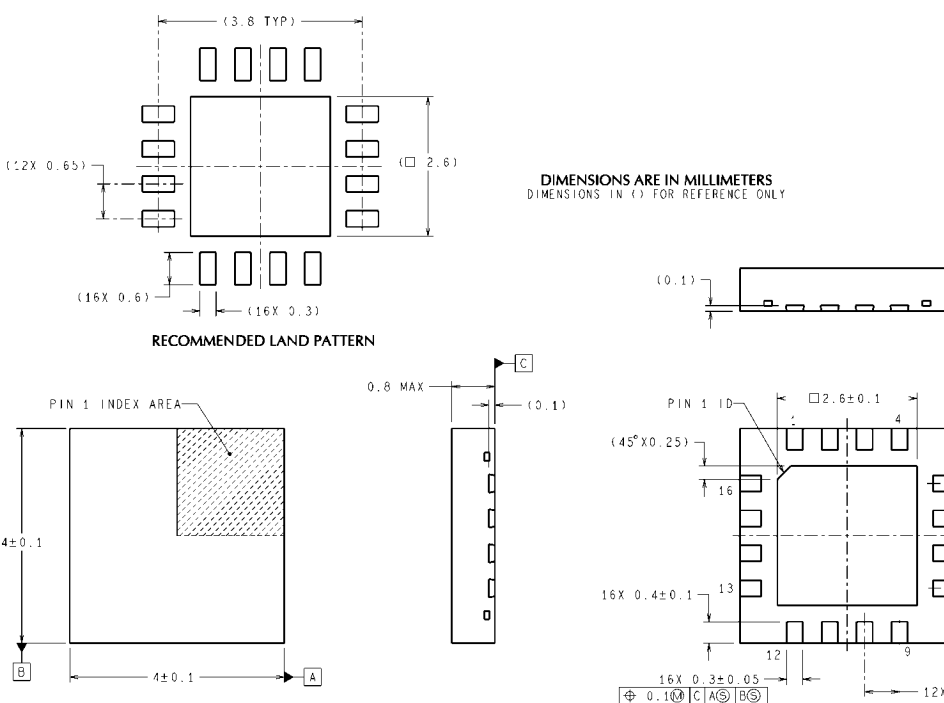 (3.8 TYP)
(12X 0.65)
(□ 2.6)
DIMENSIONS ARE IN MILLIMETERS
DIMENSIONS IN () FOR REFERENCE ONLY
(0.1)
(16X 0.6)
(16X 0.3)
RECOMMENDED LAND PATTERN
C
0.8 MAX
(0.1)
PIN 1 INDEX AREA
PIN 1 ID
□2.6±0.1
1
4
(45°X0.25)
16
4±0.1
16X 0.4±0.1
13
12
9
B
4±0.1
A
16X 0.3±0.05
⌖ 0.1Ⓜ C AⓈ BⓈ
12X